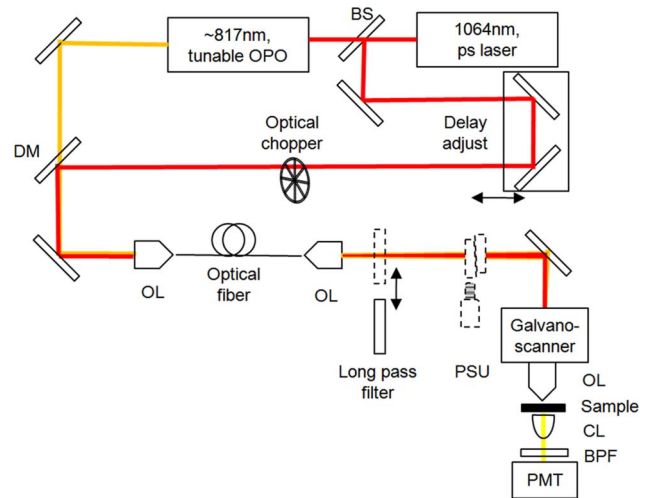 BS
~817nm,
tunable OPO
1064nm,
ps laser
Optical
chopper
Delay
adjust
DM
OL
Optical
fiber
OL
Long pass
filter
PSU
Galvano-
scanner
OL
Sample
CL
BPF
PMT